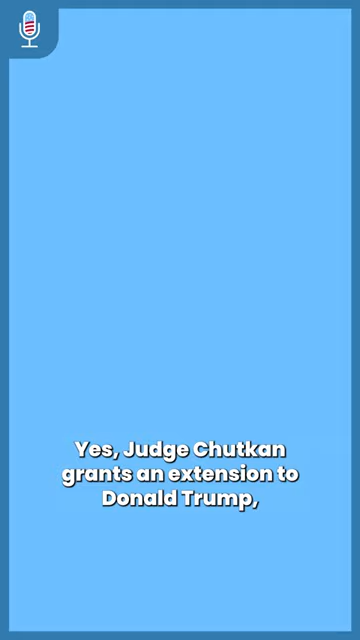 Yes, Judge Chutkan
grants an extension to
Donald Trump,